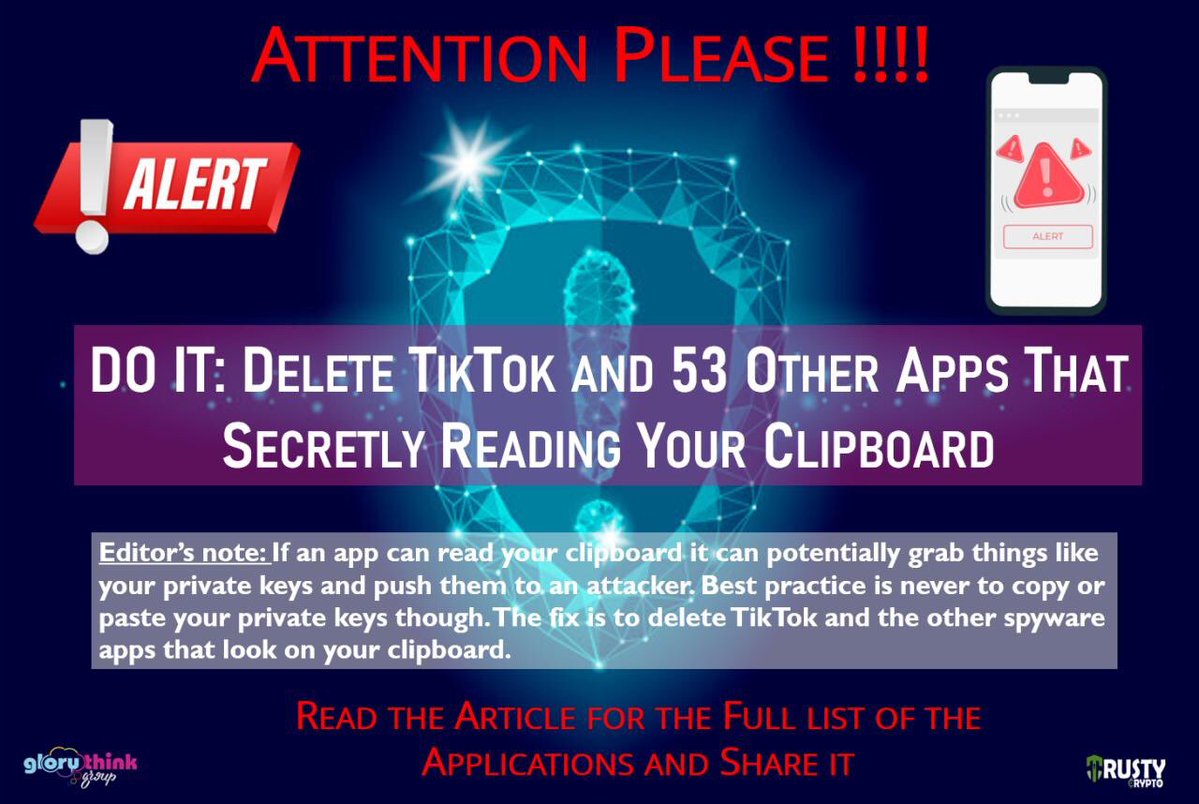 ATTENTION PLEASE !!!!
ALERT
ALERT
DO IT: DELETE TIKTOK AND 53 OTHER APPS THAT
SECRETLY READING YOUR CLIPBOARD
Editor's note: If an app can read your clipboard it can potentially grab things like
your private keys and push them to an attacker. Best practice is never to copy or
paste your private keys though. The fix is to delete TikTok and the other spyware
apps that look on your clipboard.
READ THE ARTICLE FOR THE FULL LIST OF THE
APPLICATIONS AND SHARE IT
glory think
group
TRUSTY
CRYPTO